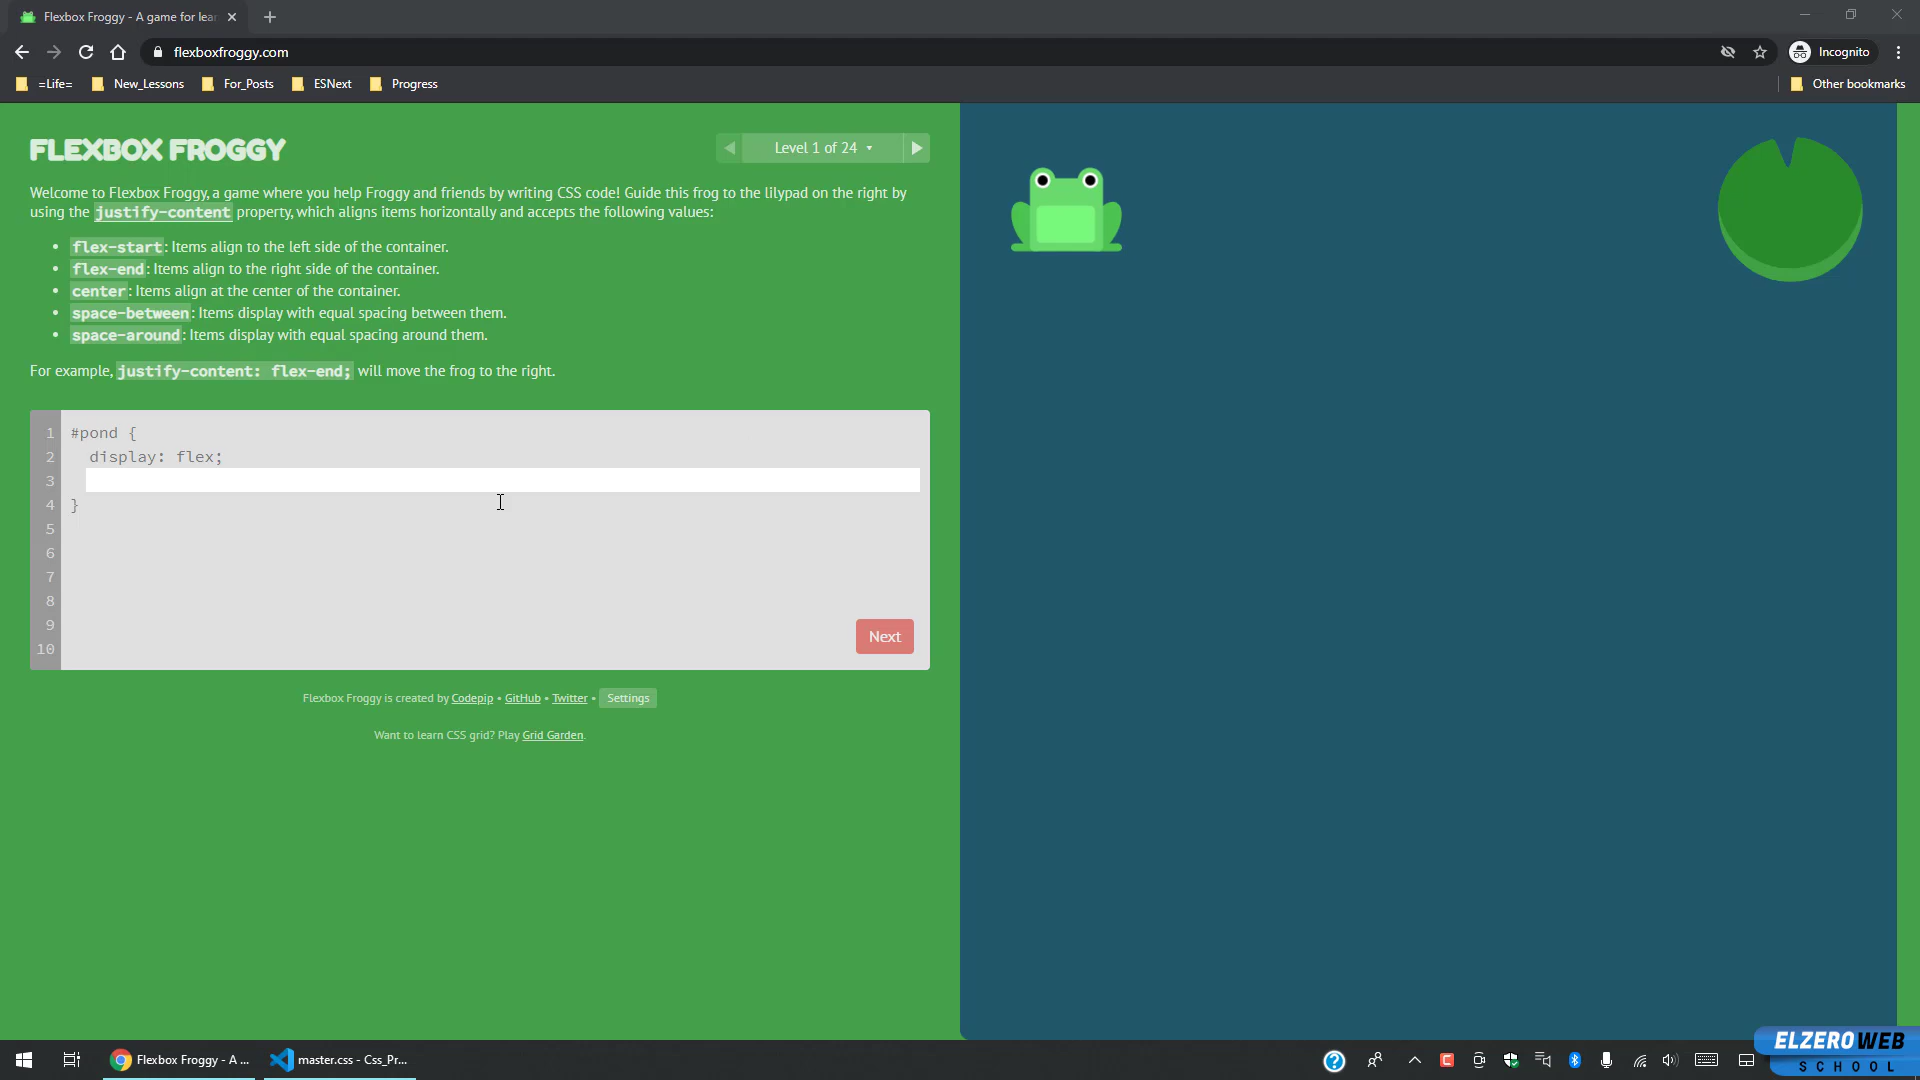 Flexbox Froggy - A game for lear
flexboxfroggy.com
Incognito
=Life=
New_Lessons
For_Posts
ESNext
Progress
Other bookmarks
FLEXBOX FROGGY
Level 1 of 24
Welcome to Flexbox Froggy, a game where you help Froggy and friends by writing CSS code! Guide this frog to the lilypad on the right by
using the justify-content property, which aligns items horizontally and accepts the following values:
• flex-start: Items align to the left side of the container.
• flex-end: Items align to the right side of the container.
• center: Items align at the center of the container.
• space-between: Items display with equal spacing between them.
• space-around: Items display with equal spacing around them.
For example, justify-content: flex-end; will move the frog to the right.
1 #pond {
2 display: flex;
3
4 }
5
6
7
8
9
10
Next
Flexbox Froggy is created by Codepip • GitHub • Twitter • Settings
Want to learn CSS grid? Play Grid Garden.
Flexbox Froggy - A ...
master.css - Css_Pr...
ELZEROWEB
SCHOOL